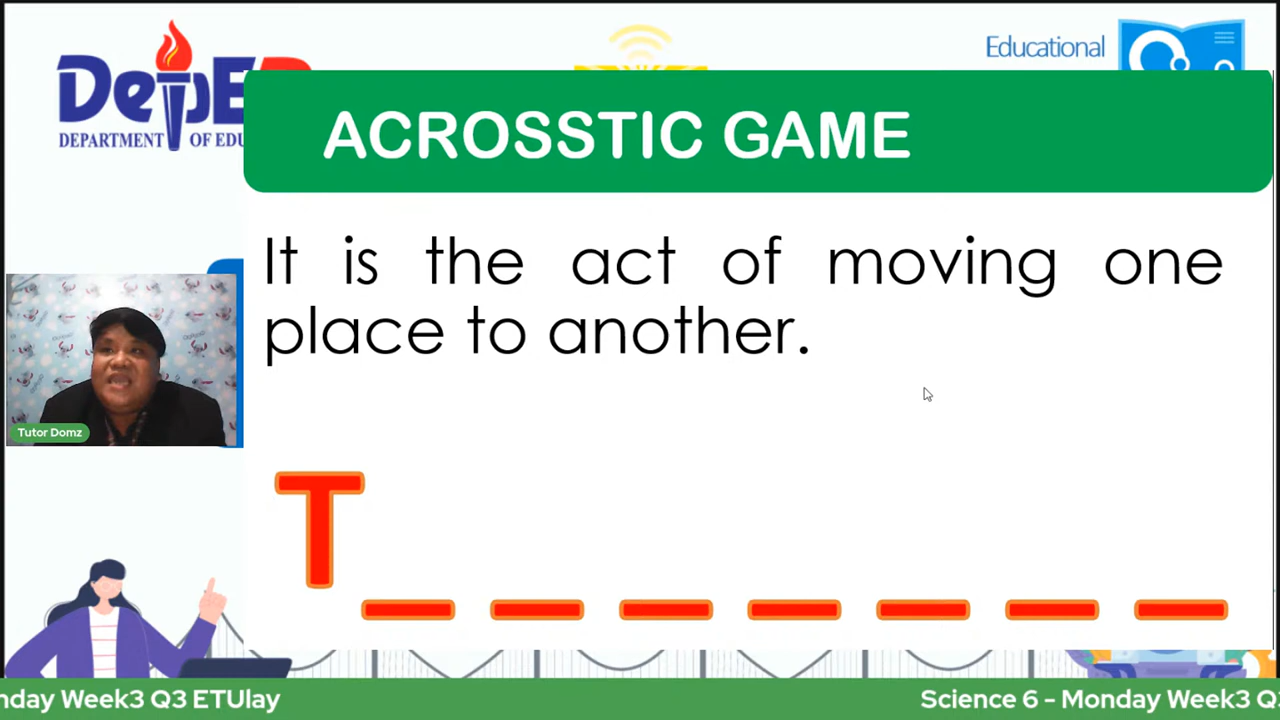 DepE
DEPARTMENT OF EDU
Educational
ACROSSTIC GAME
It is the act of moving one
place to another.
Tutor Domz
T _ _ _ _ _ _ _
nday Week3 Q3 ETUlay
Science 6 - Monday Week3 Q